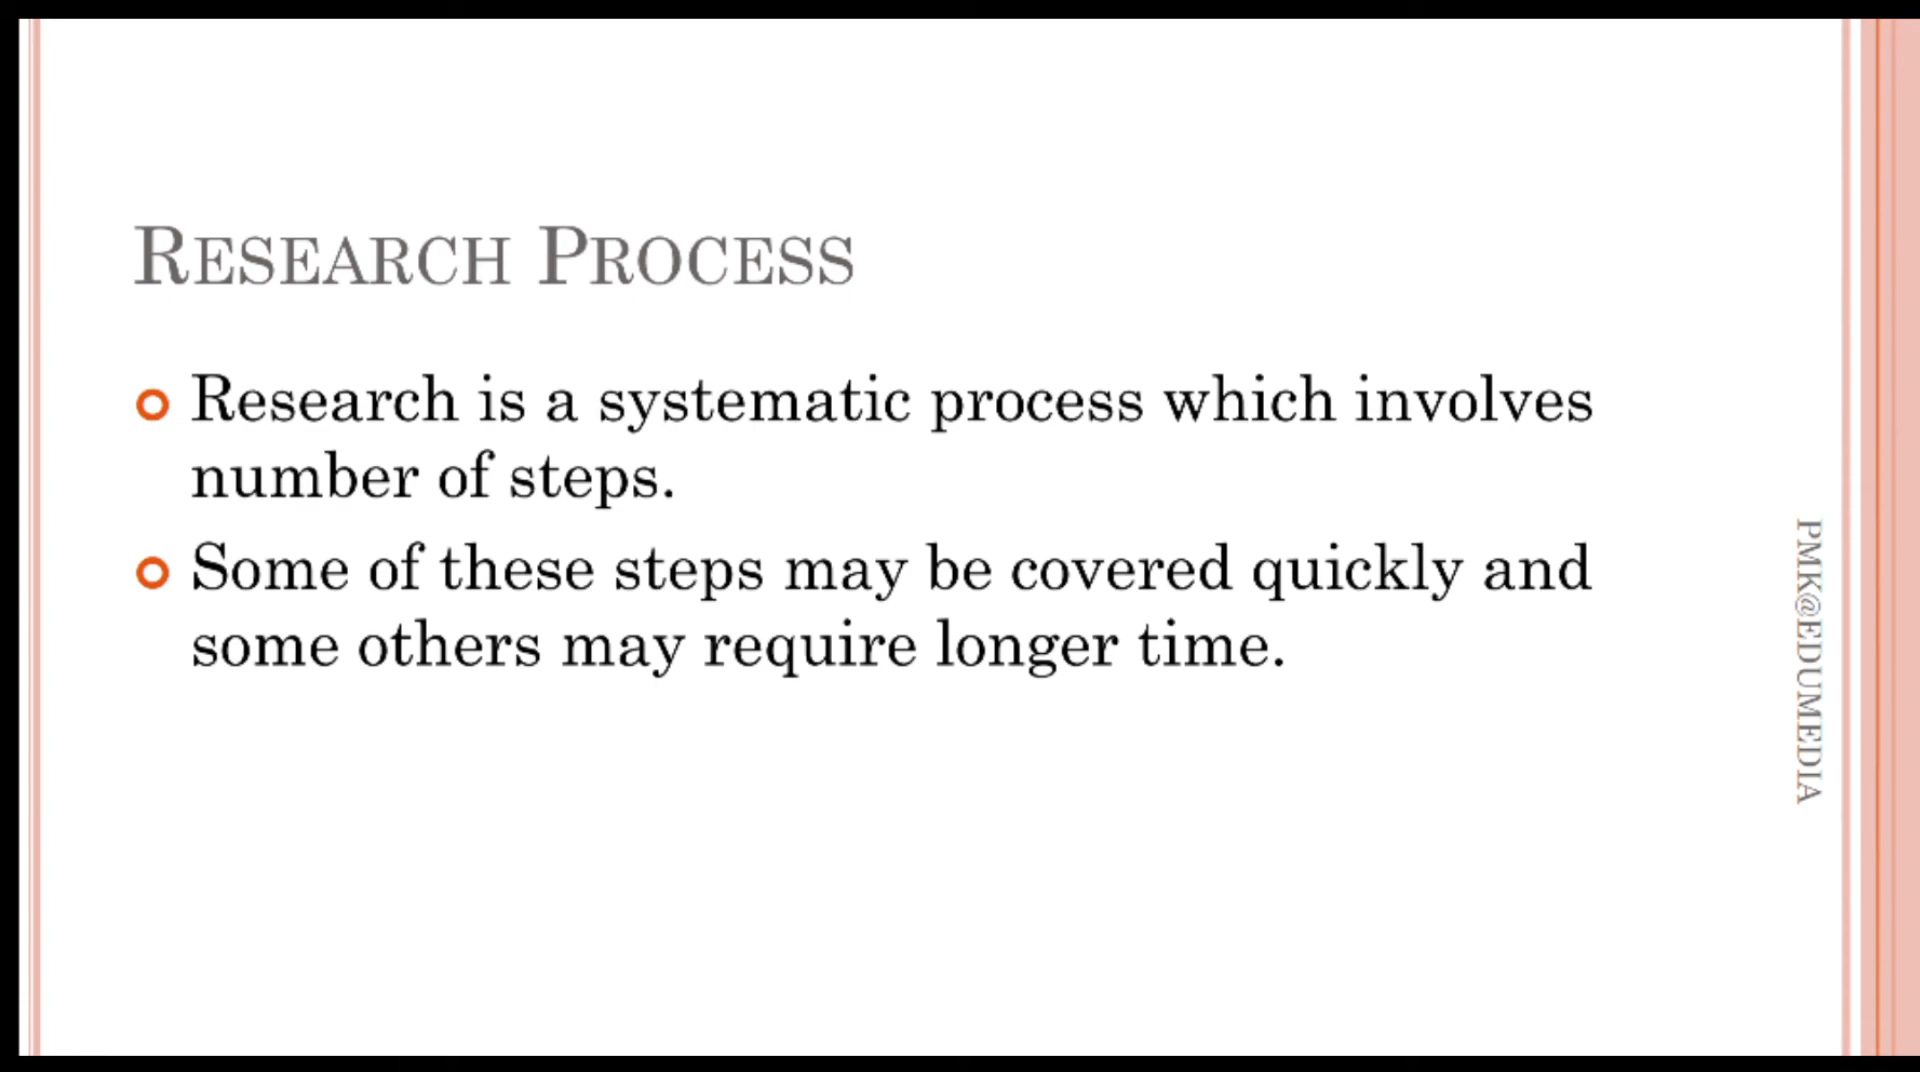 RESEARCH PROCESS
Research is a systematic process which involves
number of steps.
Some of these steps may be covered quickly and
some others may require longer time.
PMK@EDUMEDIA